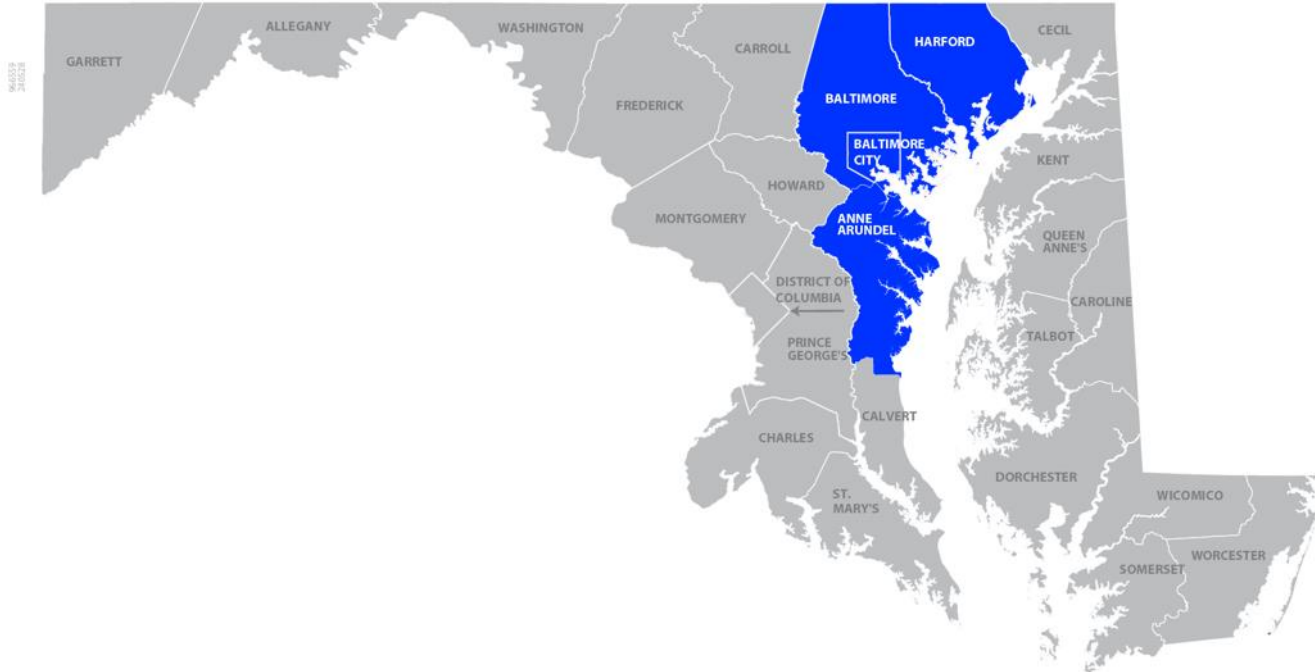 GARRETT
ALLEGANY
WASHINGTON
FREDERICK
CARROLL
BALTIMORE
HARFORD
CECIL
BALTIMORE
CITY
KENT
HOWARD
MONTGOMERY
ANNE
ARUNDEL
QUEEN
ANNE'S
DISTRICT OF
COLUMBIA
CAROLINE
TALBOT
PRINCE
GEORGE'S
CALVERT
CHARLES
ST.
MARY'S
DORCHESTER
WICOMICO
WORCESTER
SOMERSET